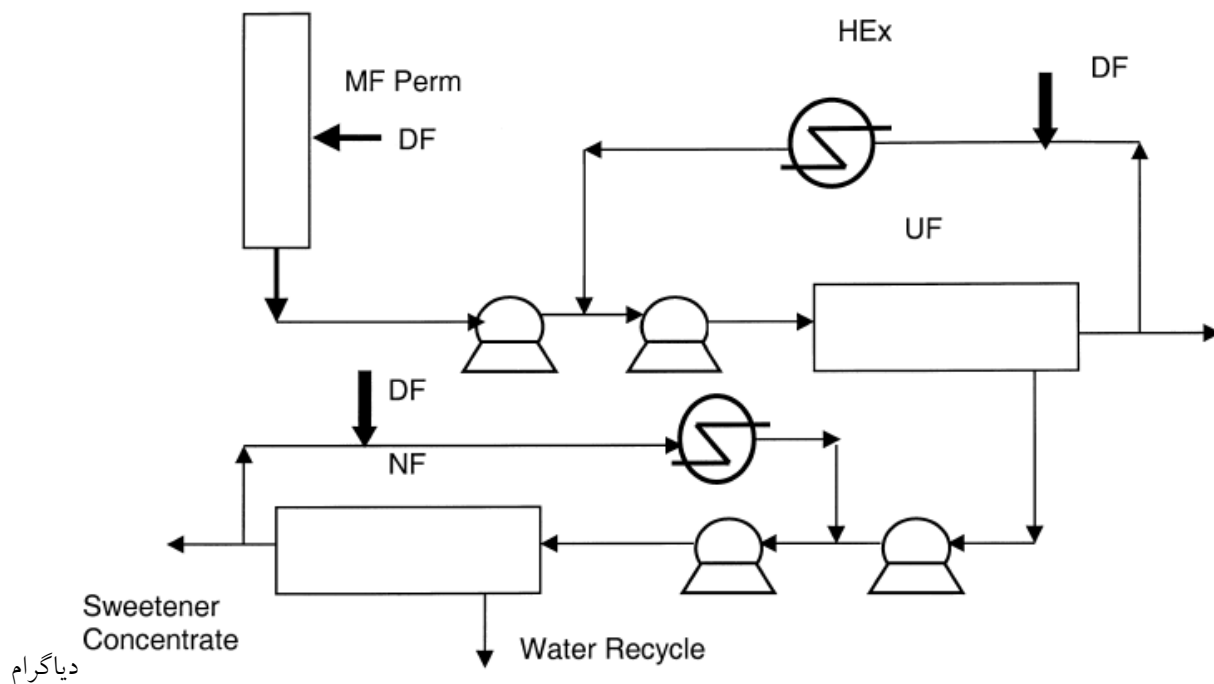 HEx
DF
MF Perm
DF
UF
DF
NF
Sweetener
Concentrate
Water Recycle
دیاگرام